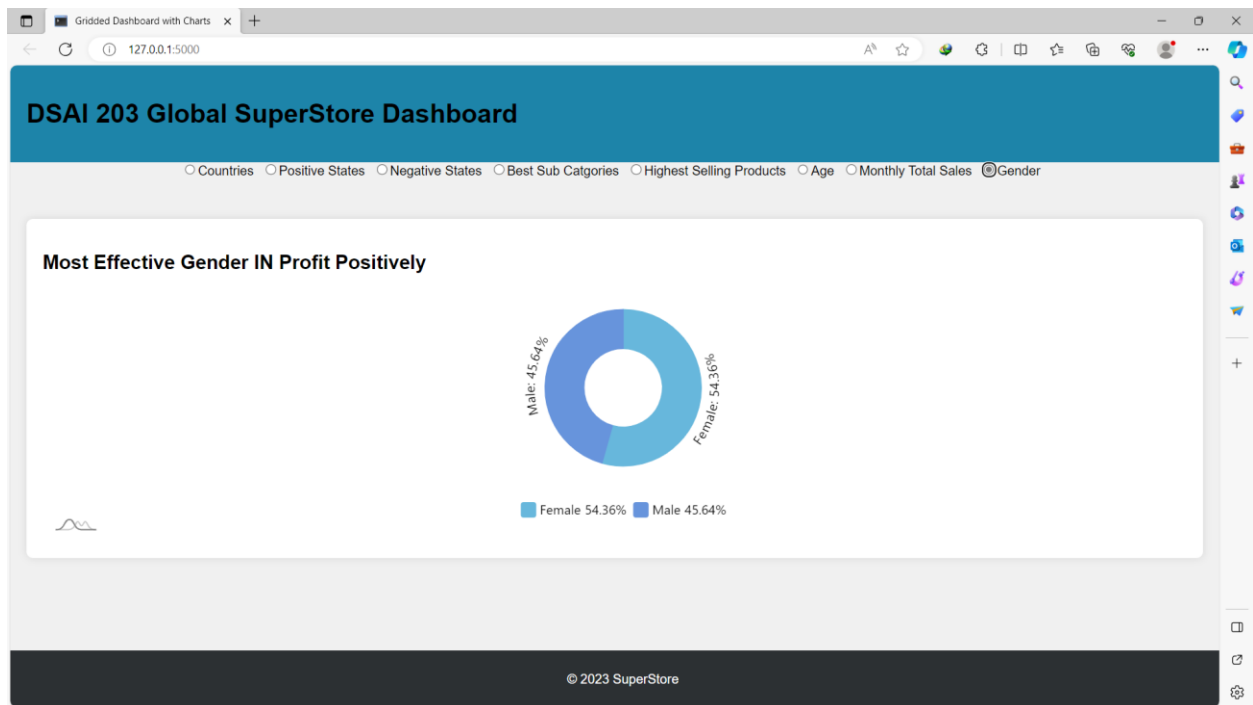 Gridded Dashboard with Charts
127.0.0.1:5000
DSAI 203 Global SuperStore Dashboard
Countries Positive States Negative States Best Sub Catgories Highest Selling Products Age Monthly Total Sales Gender
Most Effective Gender IN Profit Positively
Male: 45.64%
Female: 54.36%
Female 54.36% Male 45.64%
© 2023 SuperStore